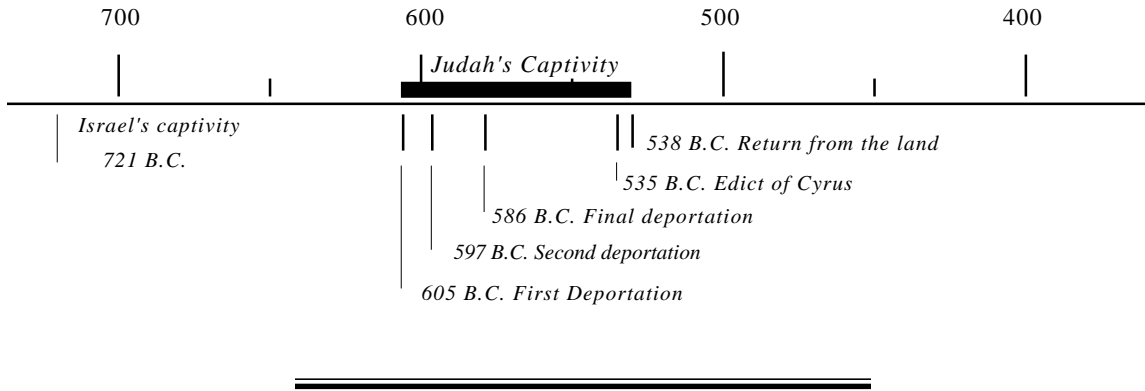 700 600 500 400
Judah's Captivity
Israel's captivity
721 B.C.
538 B.C. Return from the land
535 B.C. Edict of Cyrus
586 B.C. Final deportation
597 B.C. Second deportation
605 B.C. First Deportation